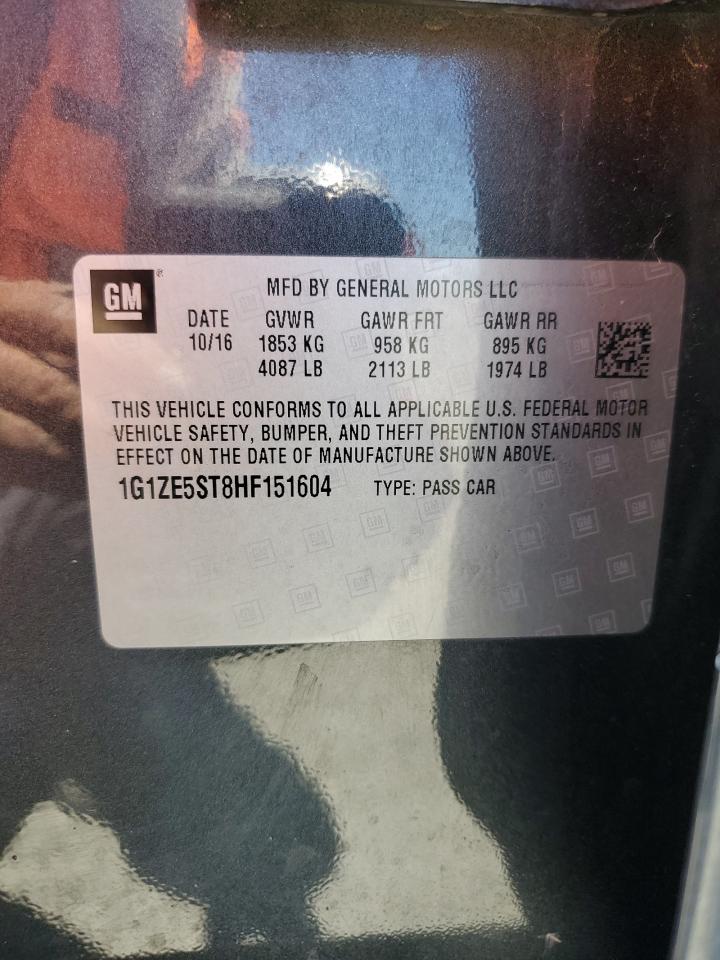 GM ®
MFD BY GENERAL MOTORS LLC
DATE GVWR GAWR FRT GAWR RR
10/16 1853 KG 958 KG 895 KG
4087 LB 2113 LB 1974 LB
THIS VEHICLE CONFORMS TO ALL APPLICABLE U.S. FEDERAL MOTOR
VEHICLE SAFETY, BUMPER, AND THEFT PREVENTION STANDARDS IN
EFFECT ON THE DATE OF MANUFACTURE SHOWN ABOVE.
1G1ZE5ST8HF151604 TYPE: PASS CAR